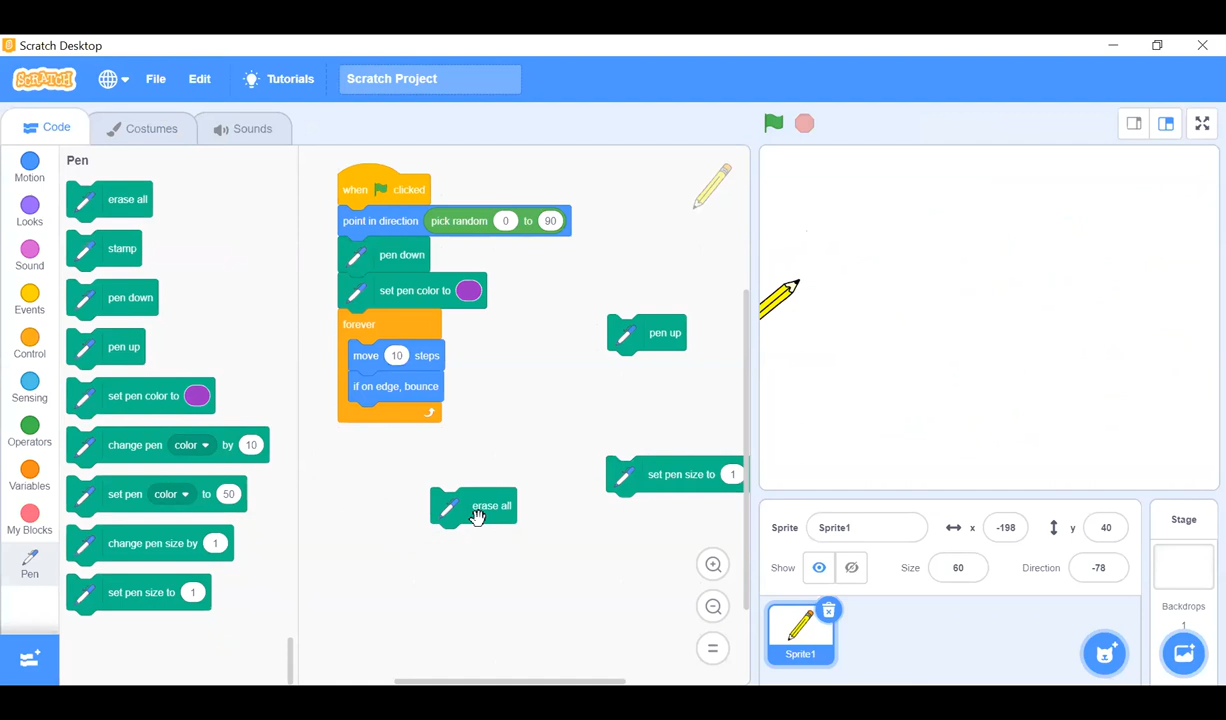 Scratch Desktop
SCRATCH File Edit Tutorials Scratch Project
Code Costumes Sounds
Motion
Looks
Sound
Events
Control
Sensing
Operators
Variables
My Blocks
Pen
Pen
erase all
stamp
pen down
pen up
set pen color to
change pen color by 10
set pen color to 50
change pen size by 1
set pen size to 1
when clicked
point in direction pick random 0 to 90
pen down
set pen color to
forever
move 10 steps
if on edge, bounce
pen up
set pen size to 1
erase all
Sprite Sprite1 x -198 y 40
Show Size 60 Direction -78
Sprite1
Stage
Backdrops
1